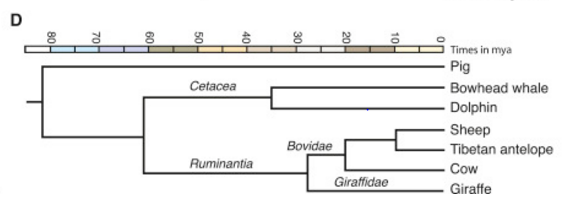 D
80 70 60 50 40 30 20 10 0
Times in mya
Pig
Cetacea
Bowhead whale
Dolphin
Sheep
Bovidae
Tibetan antelope
Ruminantia
Cow
Giraffidae
Giraffe